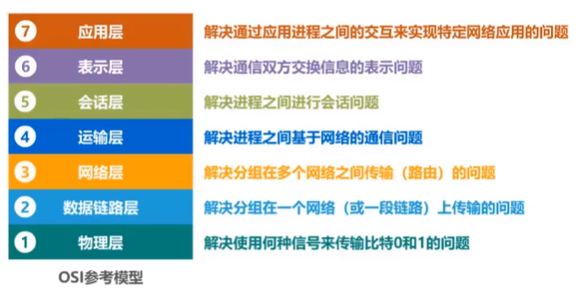 7 应用层 解决通过应用进程之间的交互来实现特定网络应用的问题
6 表示层 解决通信双方交换信息的表示问题
5 会话层 解决进程之间进行会话问题
4 运输层 解决进程之间基于网络的通信问题
3 网络层 解决分组在多个网络之间传输（路由）的问题
2 数据链路层 解决分组在一个网络（或一段链路）上传输的问题
1 物理层 解决使用何种信号来传输比特0和1的问题
OSI参考模型